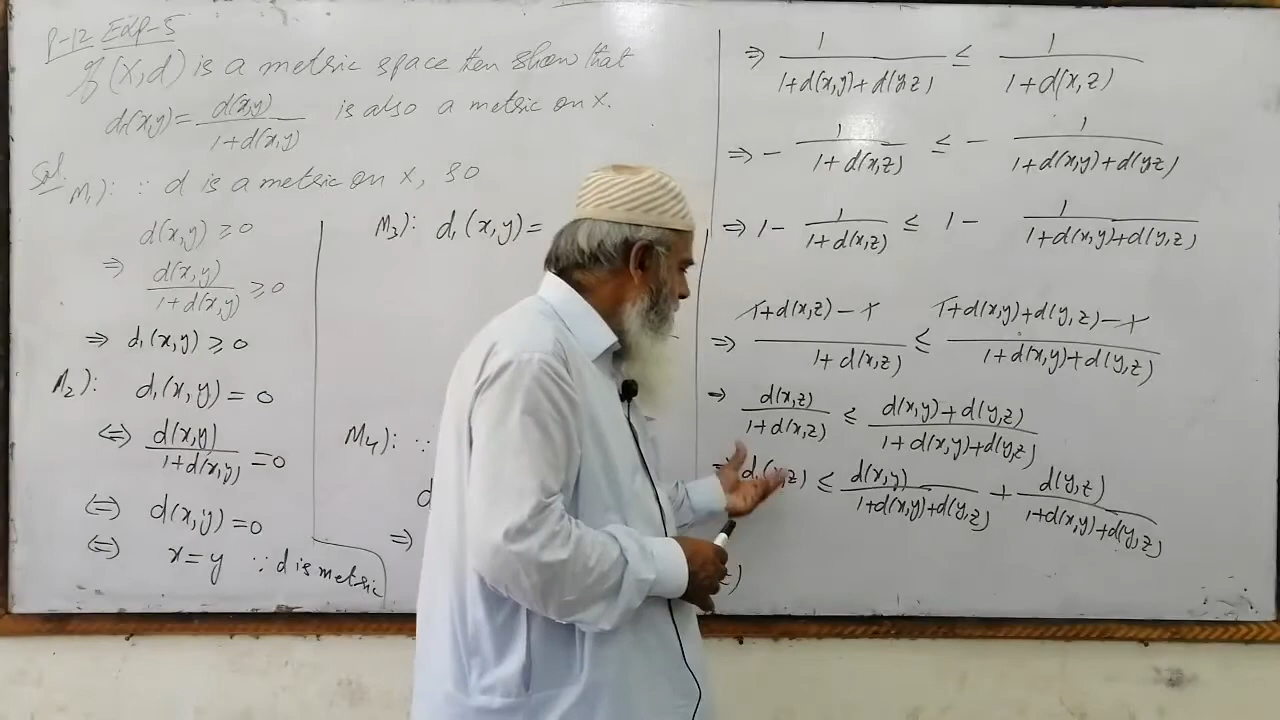 P-12 Exp-5
If (X,d) is a metric space then show that
d₁(x,y) = d(x,y) / 1+d(x,y) is also a metric on X.
Sol. M₁): ∵ d is a metric on X, so
d(x,y) ≥ 0
⇒ d(x,y) / 1+d(x,y) ≥ 0
⇒ d₁(x,y) ≥ 0
M₂): d₁(x,y) = 0
⇔ d(x,y) / 1+d(x,y) = 0
⇔ d(x,y) = 0
⇔ x = y ∵ d is metric
M₃): d₁(x,y) =
M₄): ∵
d
⇒
z)
⇒ 1 / 1+d(x,y)+d(y,z) ≤ 1 / 1+d(x,z)
⇒ - 1 / 1+d(x,z) ≤ - 1 / 1+d(x,y)+d(y,z)
⇒ 1 - 1 / 1+d(x,z) ≤ 1 - 1 / 1+d(x,y)+d(y,z)
⇒ 1+d(x,z)-1 / 1+d(x,z) ≤ 1+d(x,y)+d(y,z)-1 / 1+d(x,y)+d(y,z)
⇒ d(x,z) / 1+d(x,z) ≤ d(x,y)+d(y,z) / 1+d(x,y)+d(y,z)
⇒ d₁(x,z) ≤ d(x,y) / 1+d(x,y)+d(y,z) + d(y,z) / 1+d(x,y)+d(y,z)